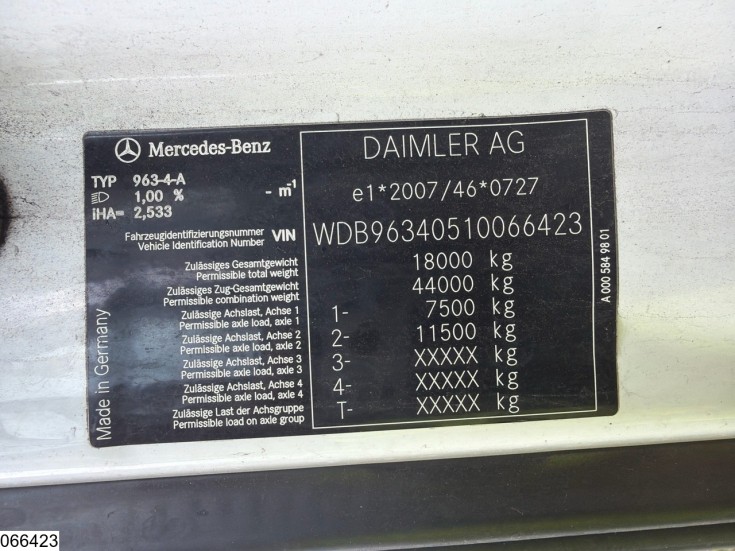 Mercedes-Benz
TYP 963-4-A
1,00 % - m-1
iHA= 2,533
Fahrzeugidentifizierungsnummer
Vehicle Identification Number VIN
Zulässiges Gesamtgewicht
Permissible total weight
Zulässiges Zug-Gesamtgewicht
Permissible combination weight
Zulässige Achslast, Achse 1
Permissible axle load, axle 1
Zulässige Achslast, Achse 2
Permissible axle load, axle 2
Zulässige Achslast, Achse 3
Permissible axle load, axle 3
Zulässige Achslast, Achse 4
Permissible axle load, axle 4
Zulässige Last der Achsgruppe
Permissible load on axle group
Made in Germany
DAIMLER AG
e1*2007/46*0727
WDB96340510066423
18000 kg
44000 kg
1- 7500 kg
2- 11500 kg
3- XXXXX kg
4- XXXXX kg
T- XXXXX kg
A 000 584 98 01
066423